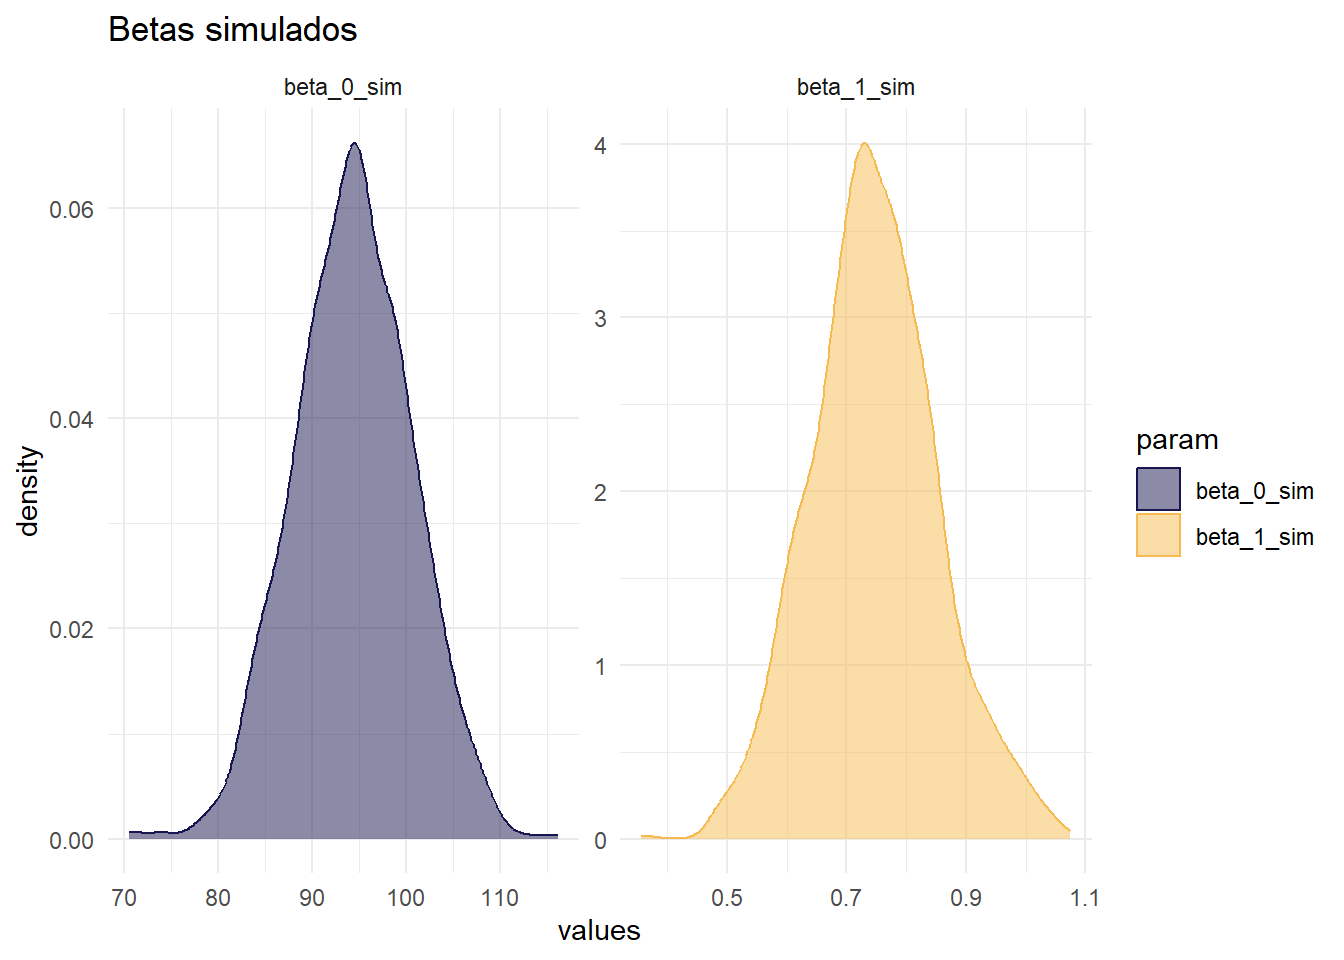 Betas simulados
beta_0_sim
beta_1_sim
density
0.06
0.04
0.02
0.00
70 80 90 100 110
4
3
2
1
0
0.5 0.7 0.9 1.1
values
param
beta_0_sim
beta_1_sim